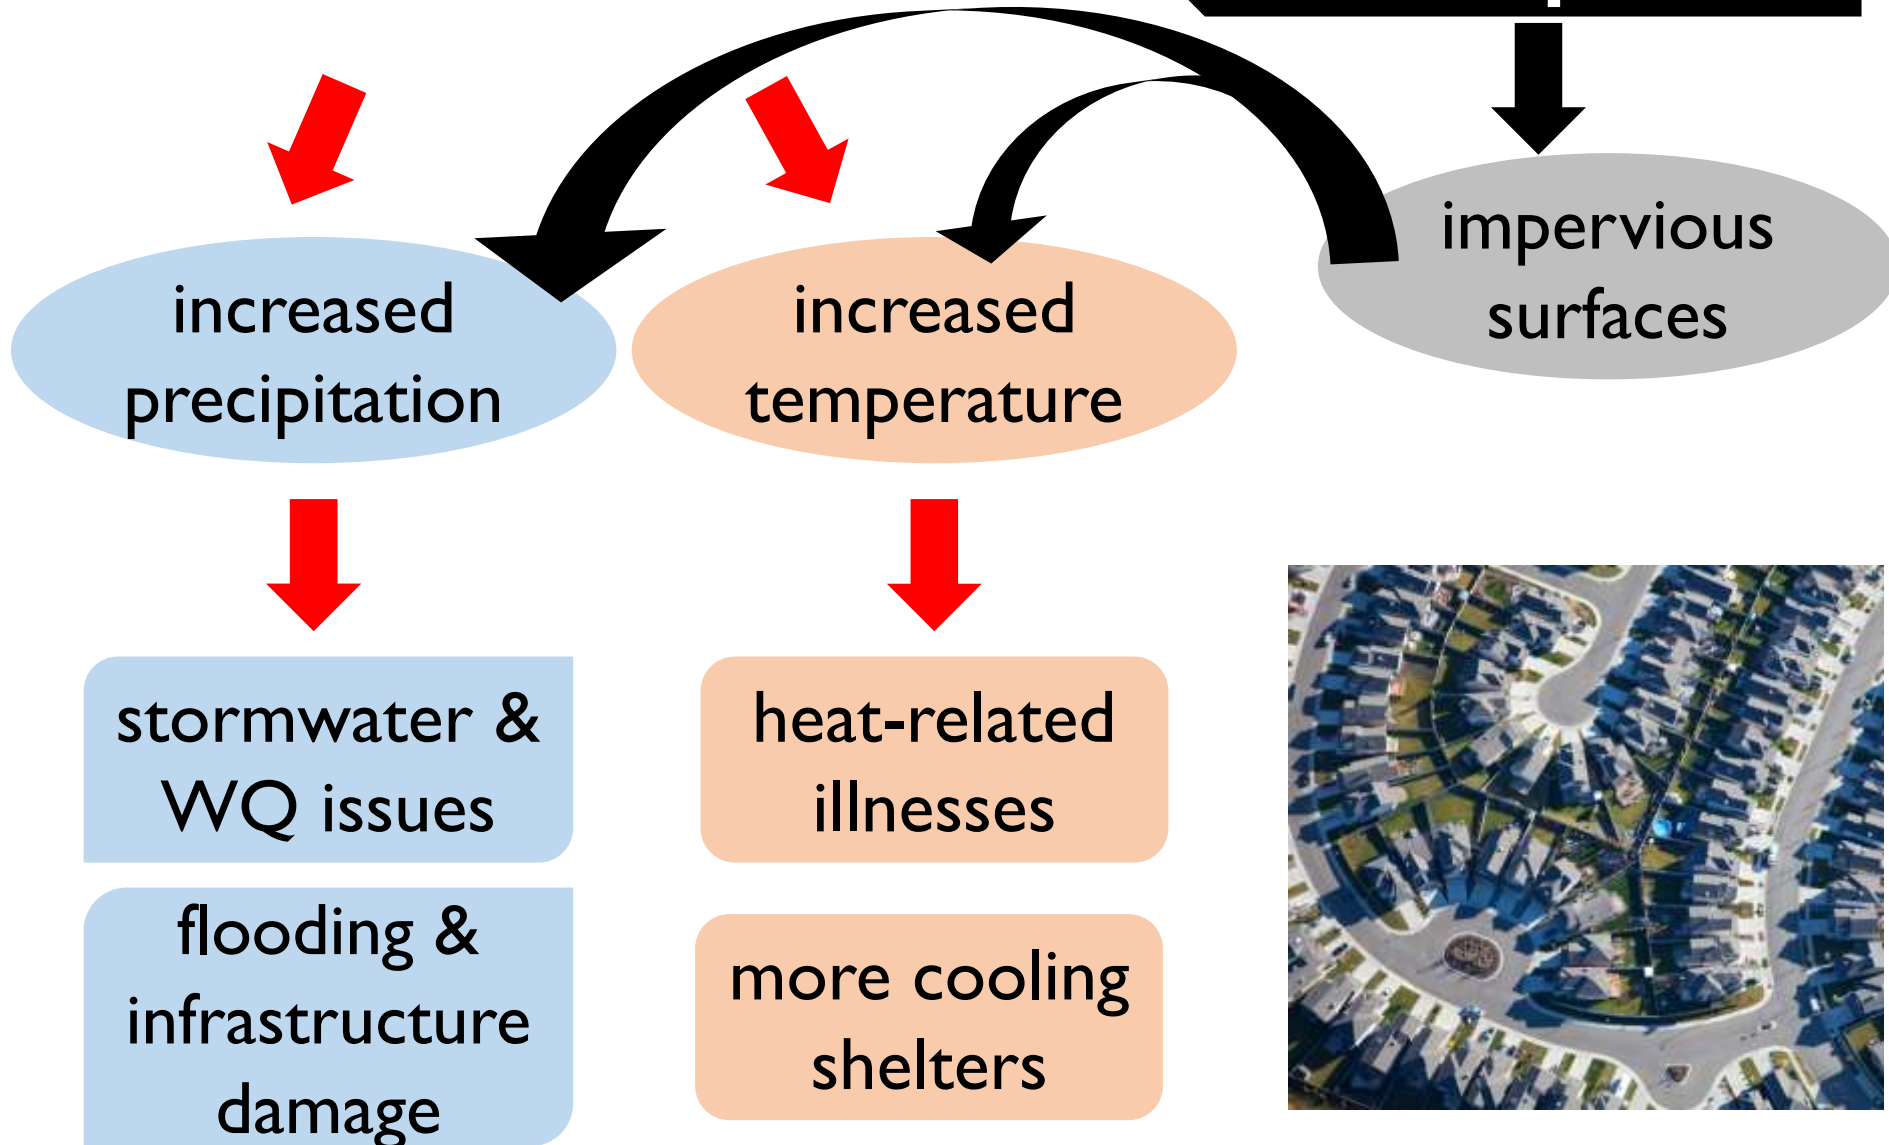 increased
precipitation
increased
temperature
impervious
surfaces
stormwater &
WQ issues
heat-related
illnesses
flooding &
infrastructure
damage
more cooling
shelters